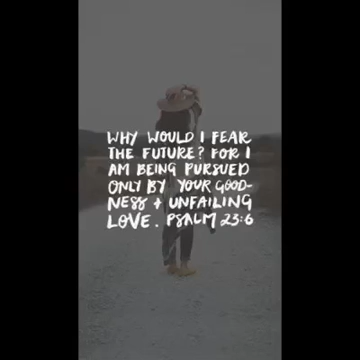 WHY WOULD I FEAR
THE FUTURE? FOR I
AM BEING PURSUED
ONLY BY YOUR GOOD-
NESS + UNFAILING
LOVE. PSALM 23:6